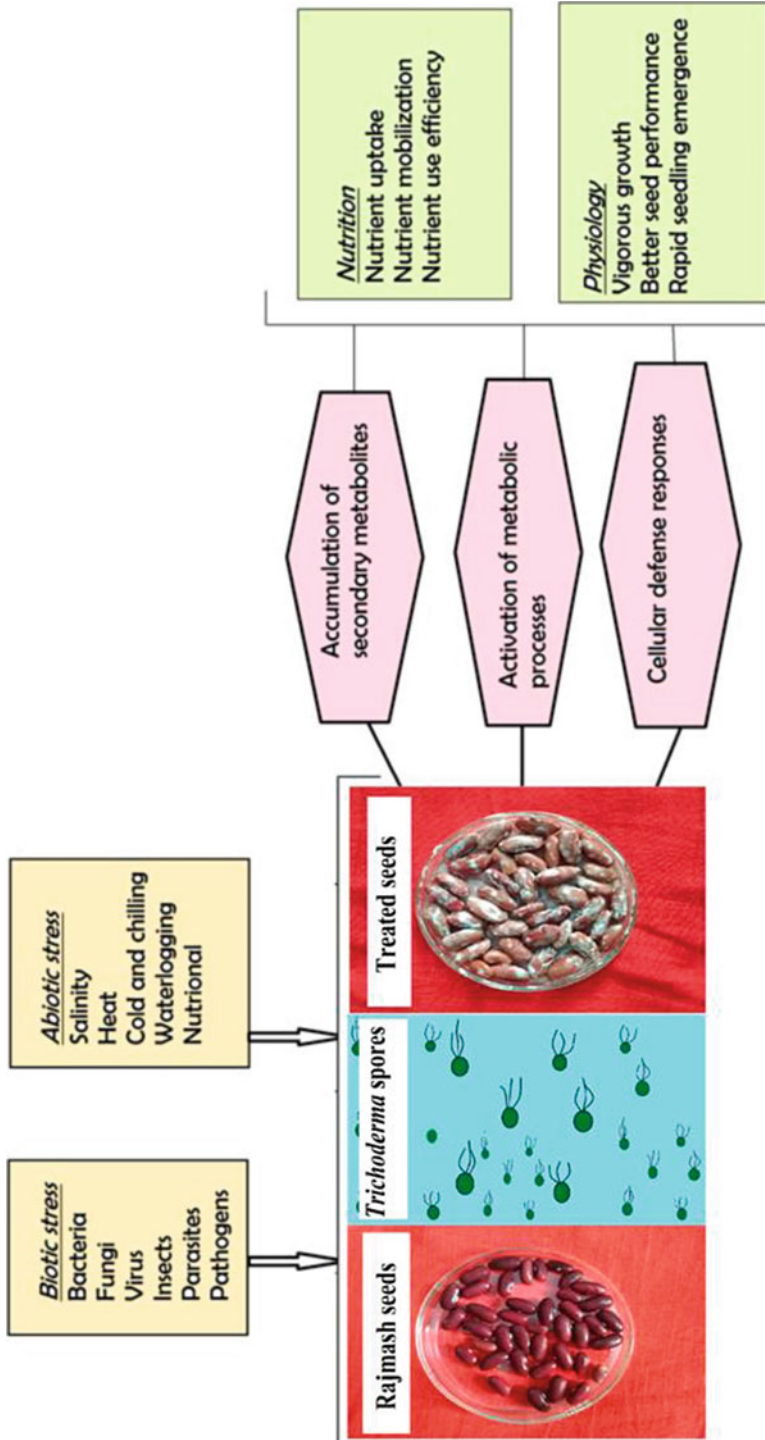 Biotic stress
Bacteria
Fungi
Virus
Insects
Parasites
Pathogens
Abiotic stress
Salinity
Heat
Cold and chilling
Waterlogging
Nutrional
Rajmash seeds
Trichoderma spores
Treated seeds
Accumulation of
secondary metabolites
Activation of metabolic
processes
Cellular defense responses
Nutrition
Nutrient uptake
Nutrient mobilization
Nutrient use efficiency
Physiology
Vigorous growth
Better seed performance
Rapid seedling emergence